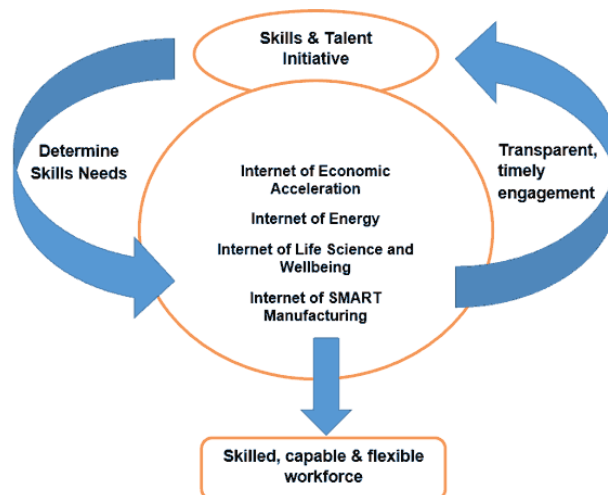 Skills & Talent
Initiative
Determine
Skills Needs
Transparent,
timely
engagement
Internet of Economic
Acceleration
Internet of Energy
Internet of Life Science and
Wellbeing
Internet of SMART
Manufacturing
Skilled, capable & flexible
workforce